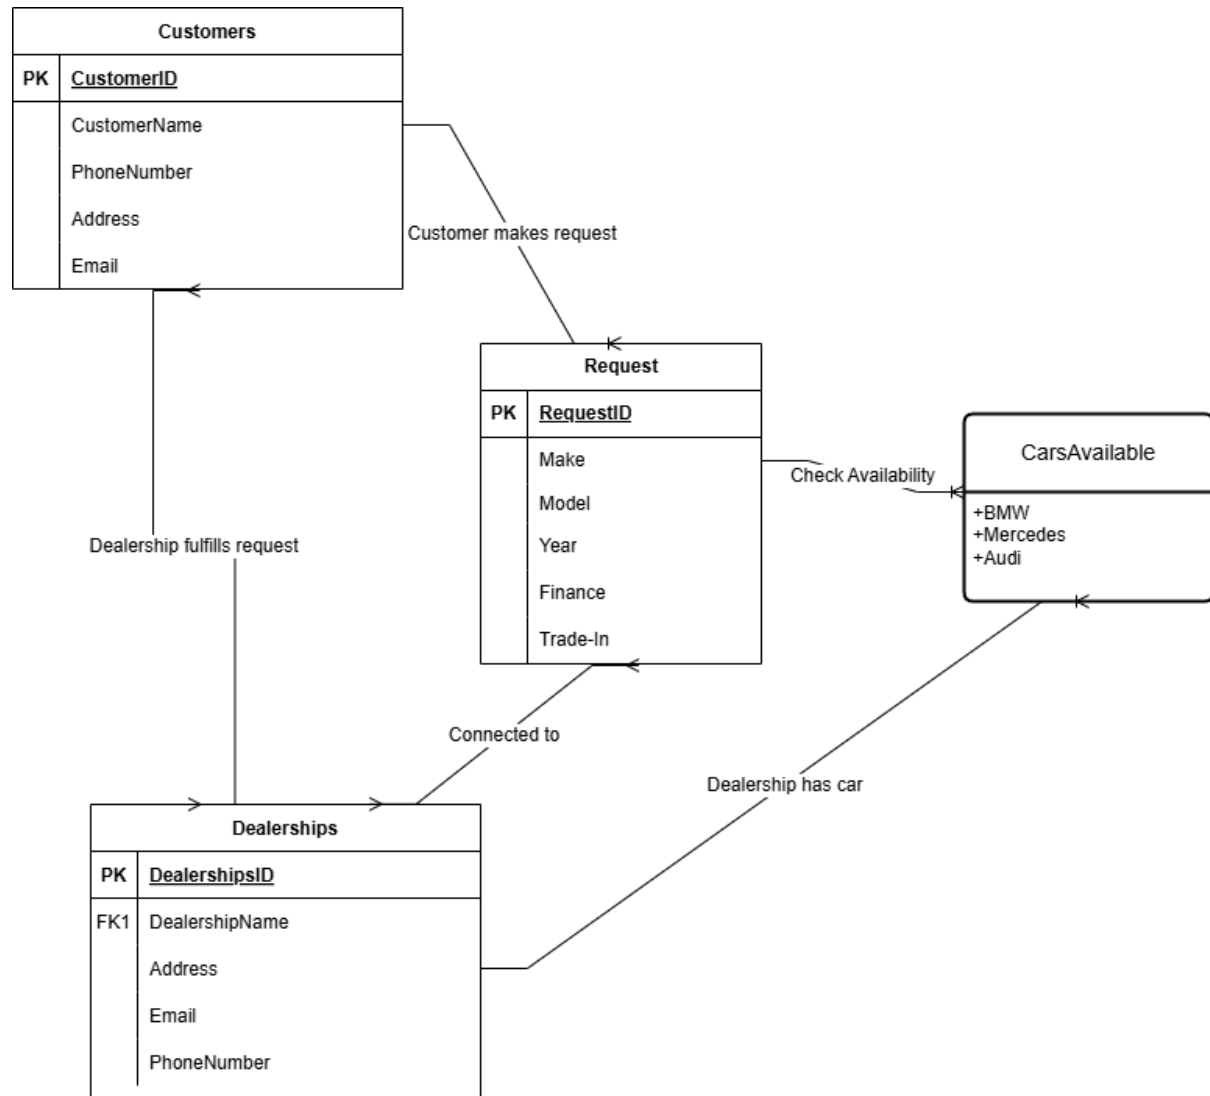 Customers
PK CustomerID
CustomerName
PhoneNumber
Address
Email
Customer makes request
Request
PK RequestID
Make
Model
Year
Finance
Trade-In
Check Availability
CarsAvailable
+BMW
+Mercedes
+Audi
Dealership fulfills request
Connected to
Dealership has car
Dealerships
PK DealershipsID
FK1 DealershipName
Address
Email
PhoneNumber